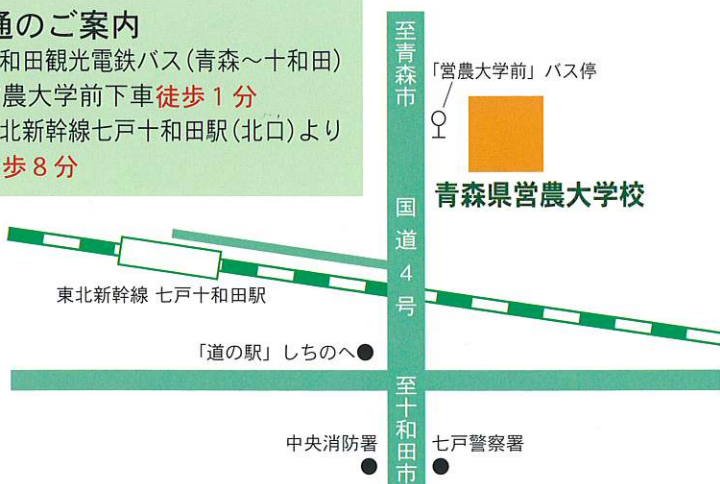 通のご案内
和田観光電鉄バス(青森～十和田)
農大学前下車徒歩1分
北新幹線七戸十和田駅(北口)より
歩8分
至青森市
「営農大学前」バス停
青森県営農大学校
国道4号
東北新幹線 七戸十和田駅
「道の駅」しちのへ
至十和田市
中央消防署
七戸警察署